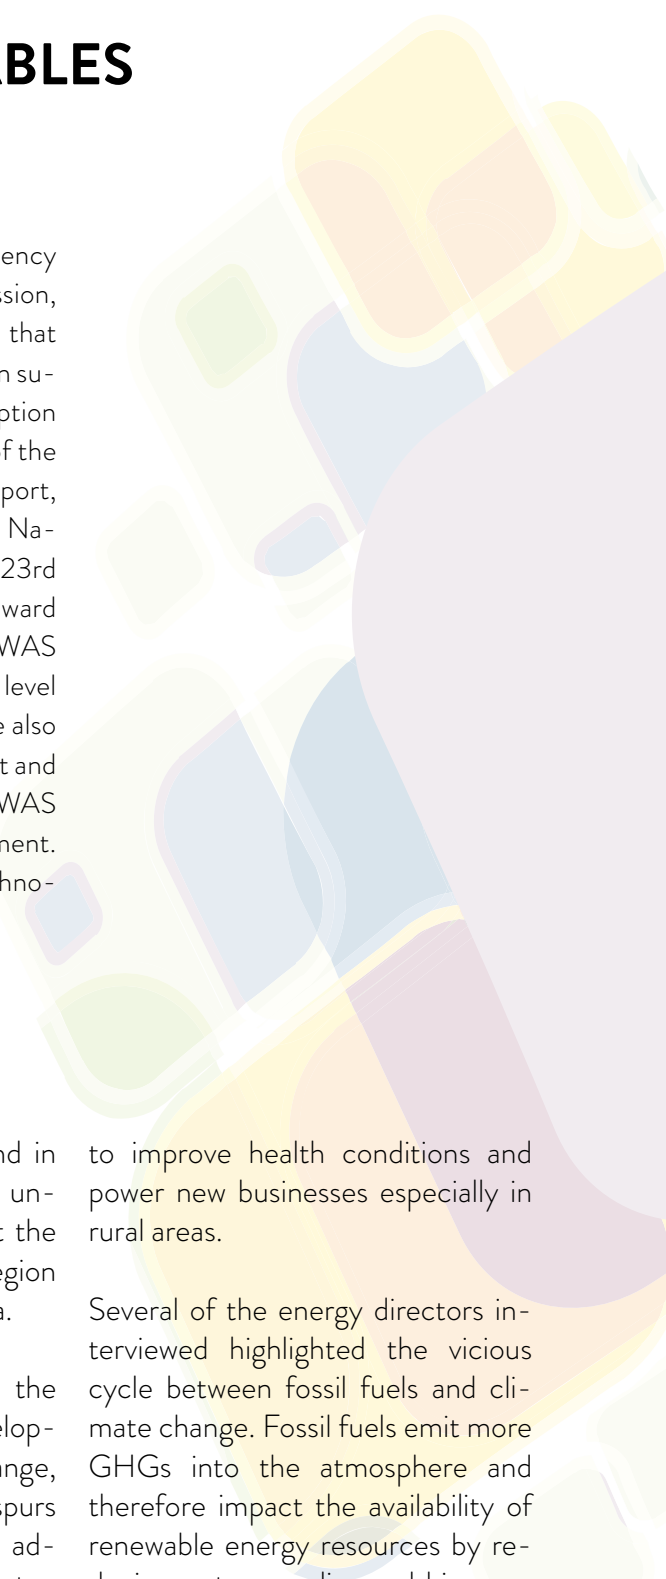 ABLES
ency
ssion,
that
n su-
ption
of the
port,
Na-
23rd
ward
WAS
level
e also
t and
WAS
ment.
hno-
nd in
un-
t the
egion
a.
the
elop-
ange,
spurs
ad-
to improve health conditions and
power new businesses especially in
rural areas.
Several of the energy directors in-
terviewed highlighted the vicious
cycle between fossil fuels and cli-
mate change. Fossil fuels emit more
GHGs into the atmosphere and
therefore impact the availability of
renewable energy resources by re-